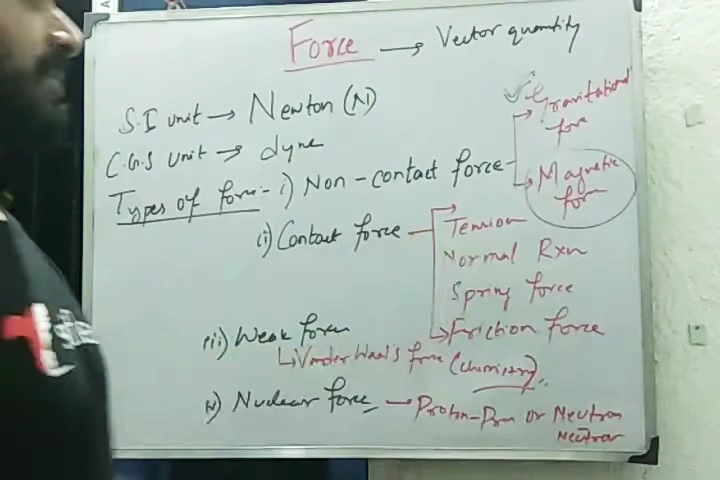 Force → Vector quantity
S.I unit → Newton (N)
C.G.S unit → dyne
Types of force:- i) Non-contact force
Gravitational force
Magnetic force
(i) Contact force
Tension
Normal Rxn
Spring force
Friction force
iii) Weak force
Vander Waal's force (chemistry)
iv) Nuclear force → Proton-Prn or Neutron
Neutron